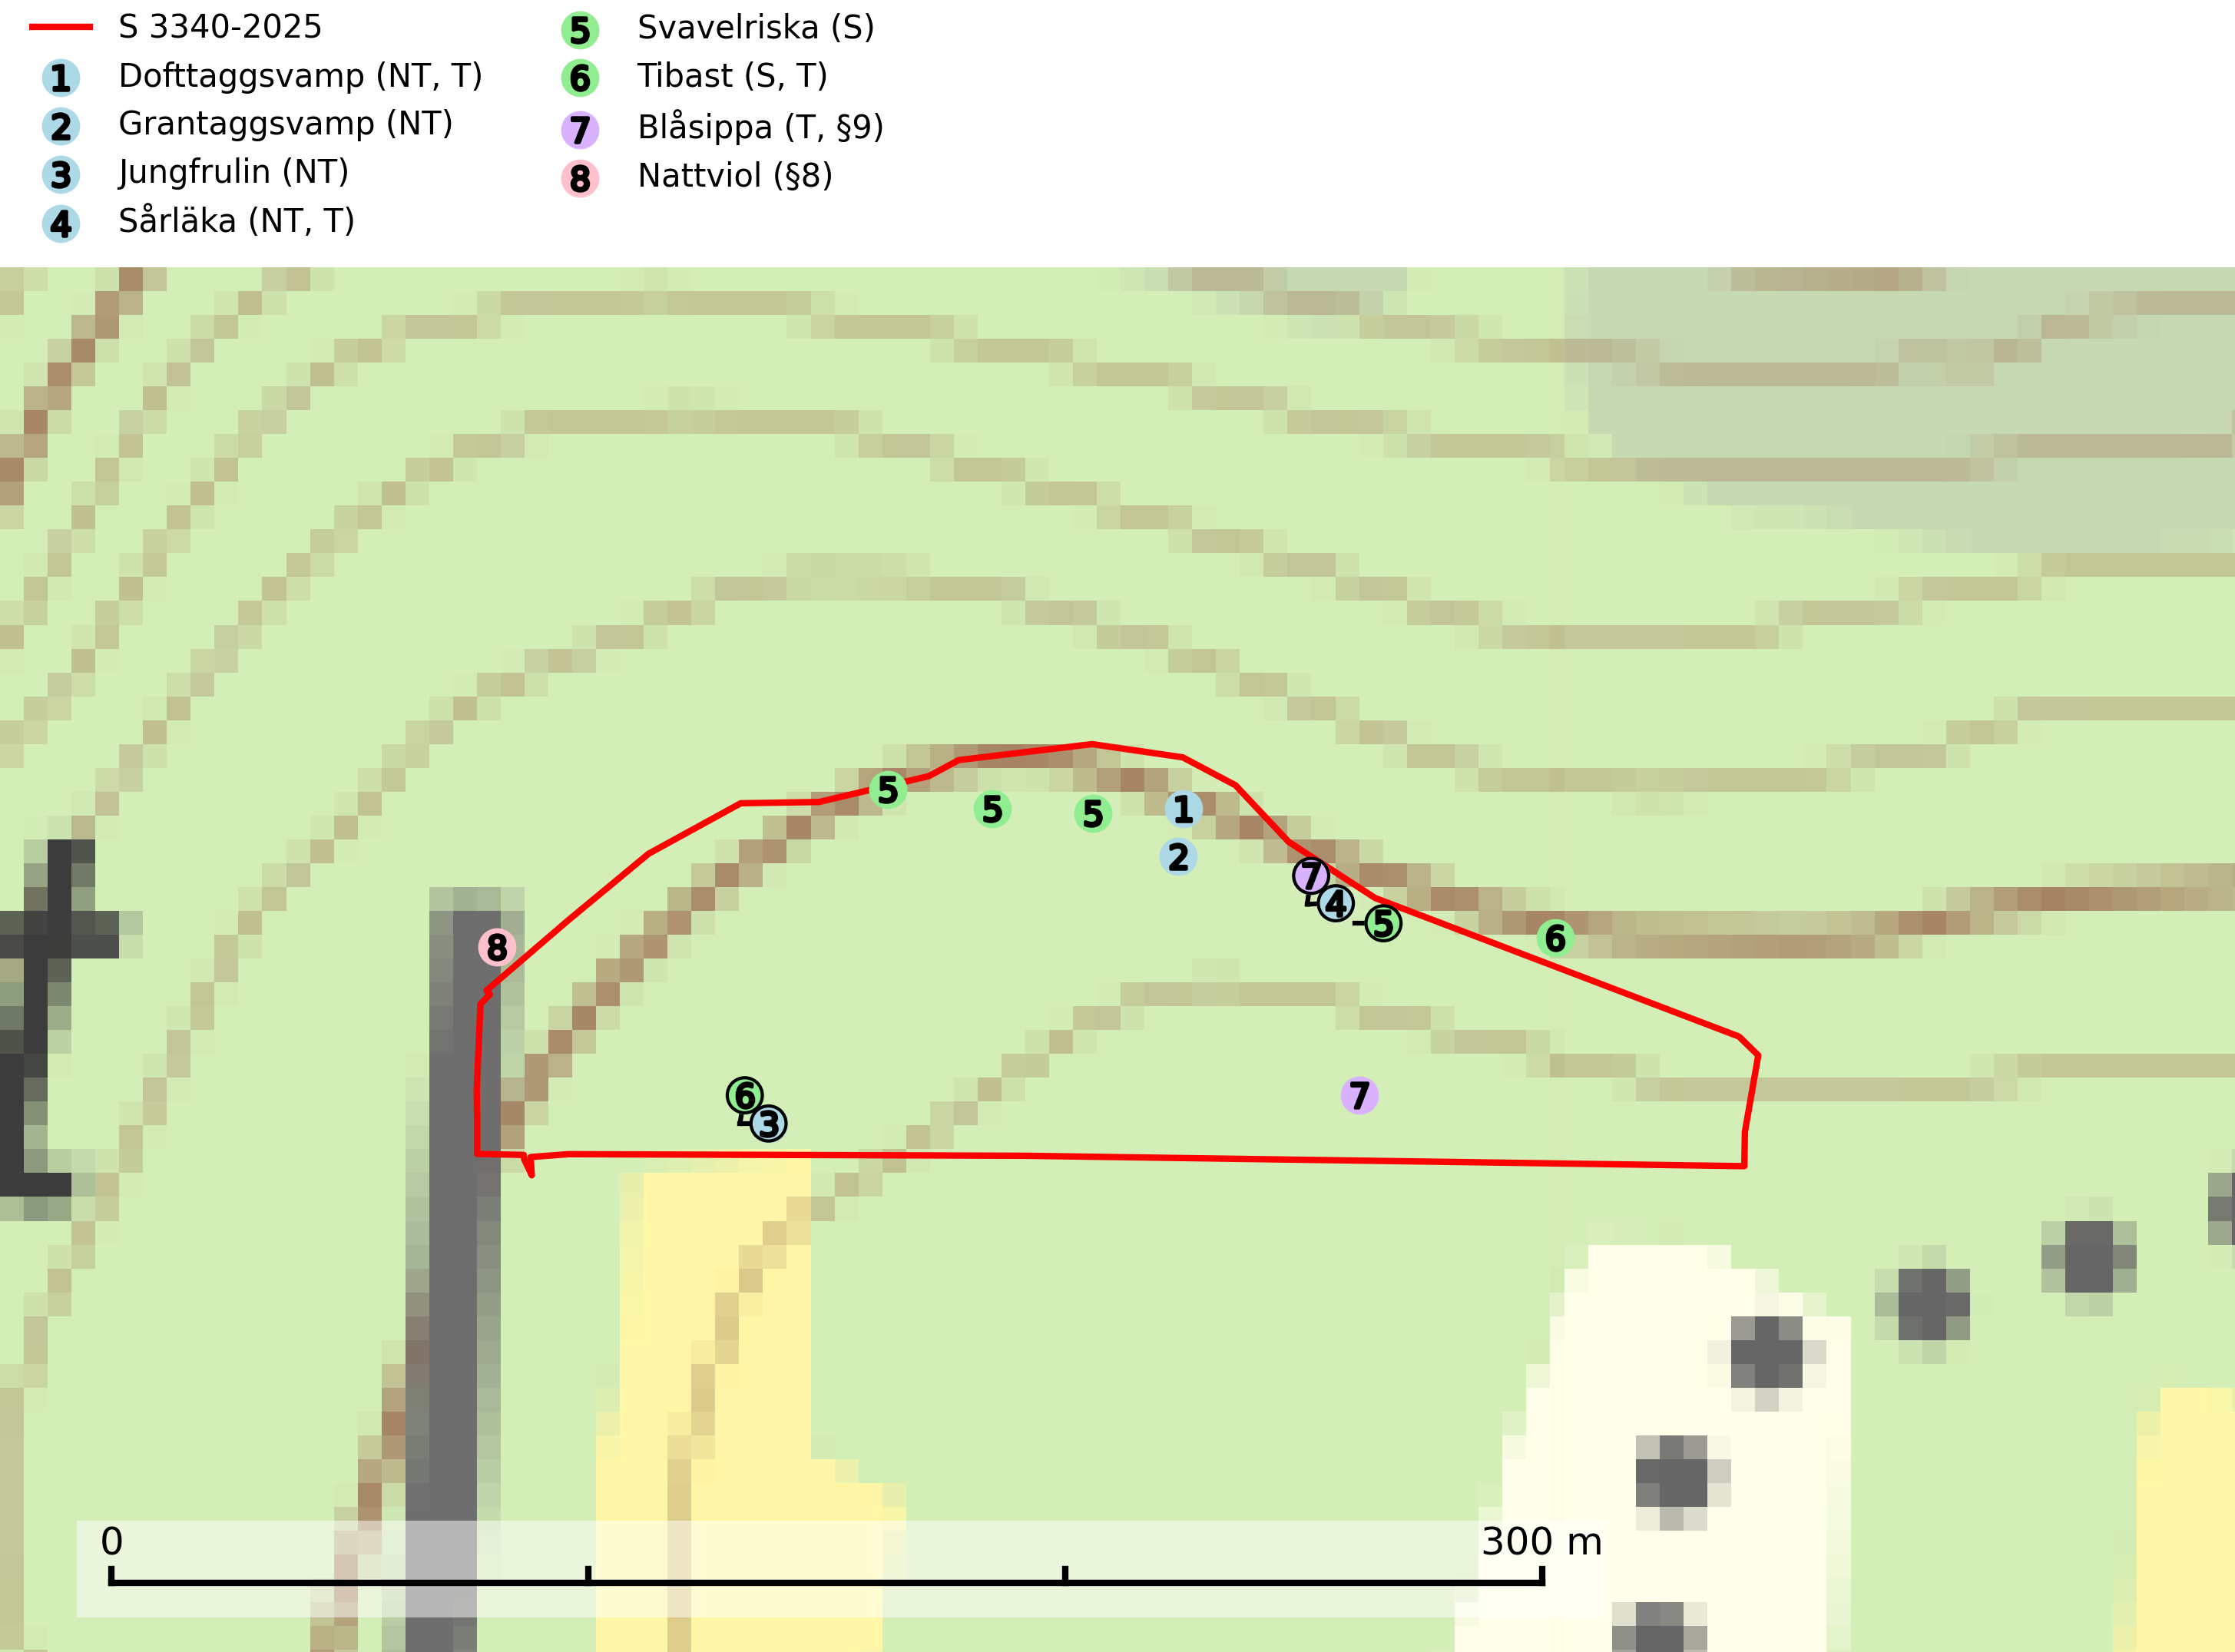 S 3340-2025
1 Dofttaggsvamp (NT, T)
2 Grantaggsvamp (NT)
3 Jungfrulin (NT)
4 Sårläka (NT, T)
5 Svavelriska (S)
6 Tibast (S, T)
7 Blåsippa (T, §9)
8 Nattviol (§8)
5
5
5
1
2
7
4
5
6
8
6
3
7
0
300 m